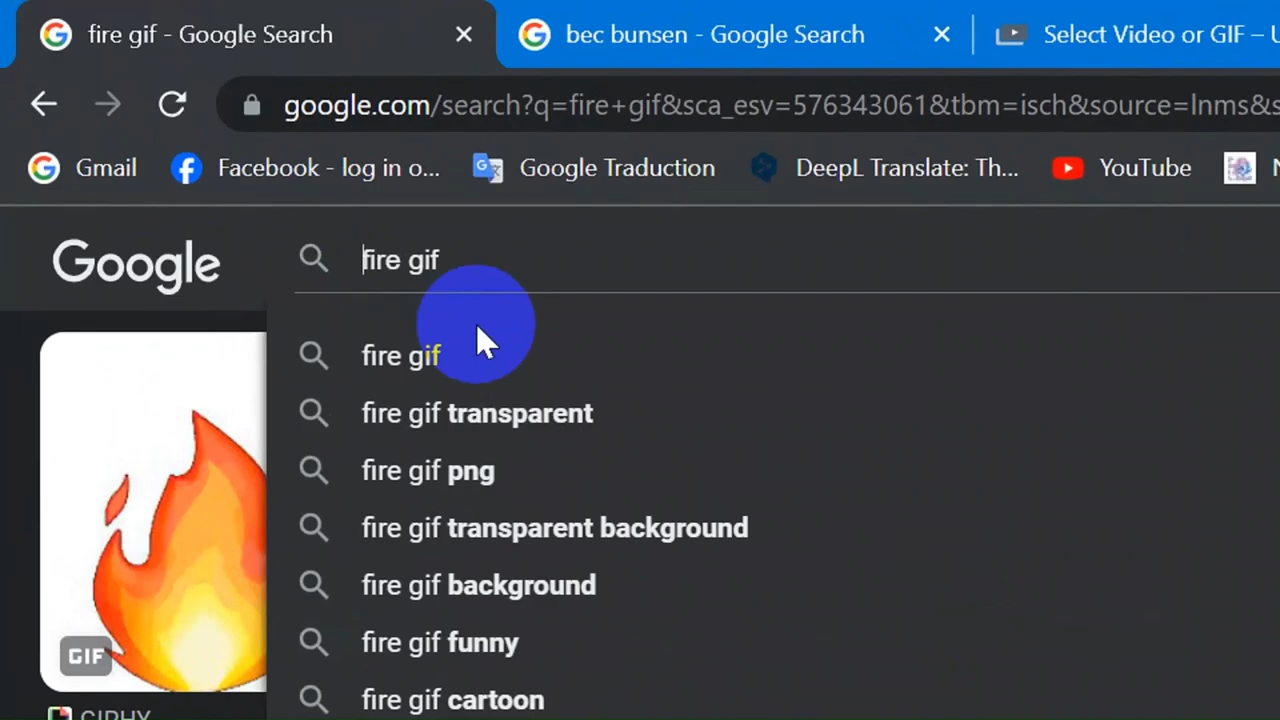 fire gif - Google Search
bec bunsen - Google Search
Select Video or GIF –
google.com/search?q=fire+gif&sca_esv=576343061&tbm=isch&source=lnms&s
Gmail
Facebook - log in o...
Google Traduction
DeepL Translate: Th...
YouTube
Google
fire gif
fire gif
fire gif transparent
fire gif png
fire gif transparent background
fire gif background
fire gif funny
fire gif cartoon
GIF